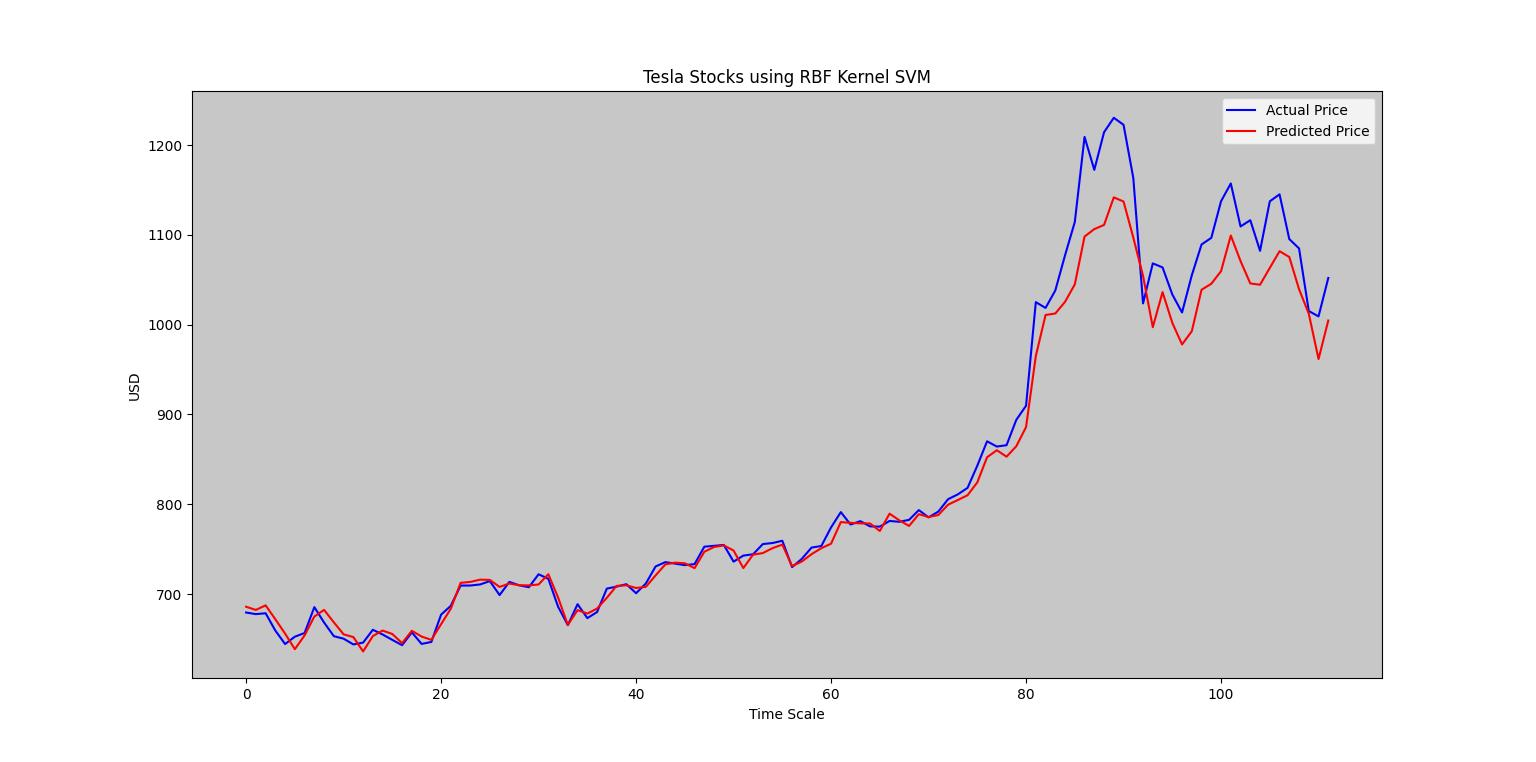 Tesla Stocks using RBF Kernel SVM
Actual Price
Predicted Price
1200
1100
1000
900
800
700
USD
0 20 40 60 80 100
Time Scale